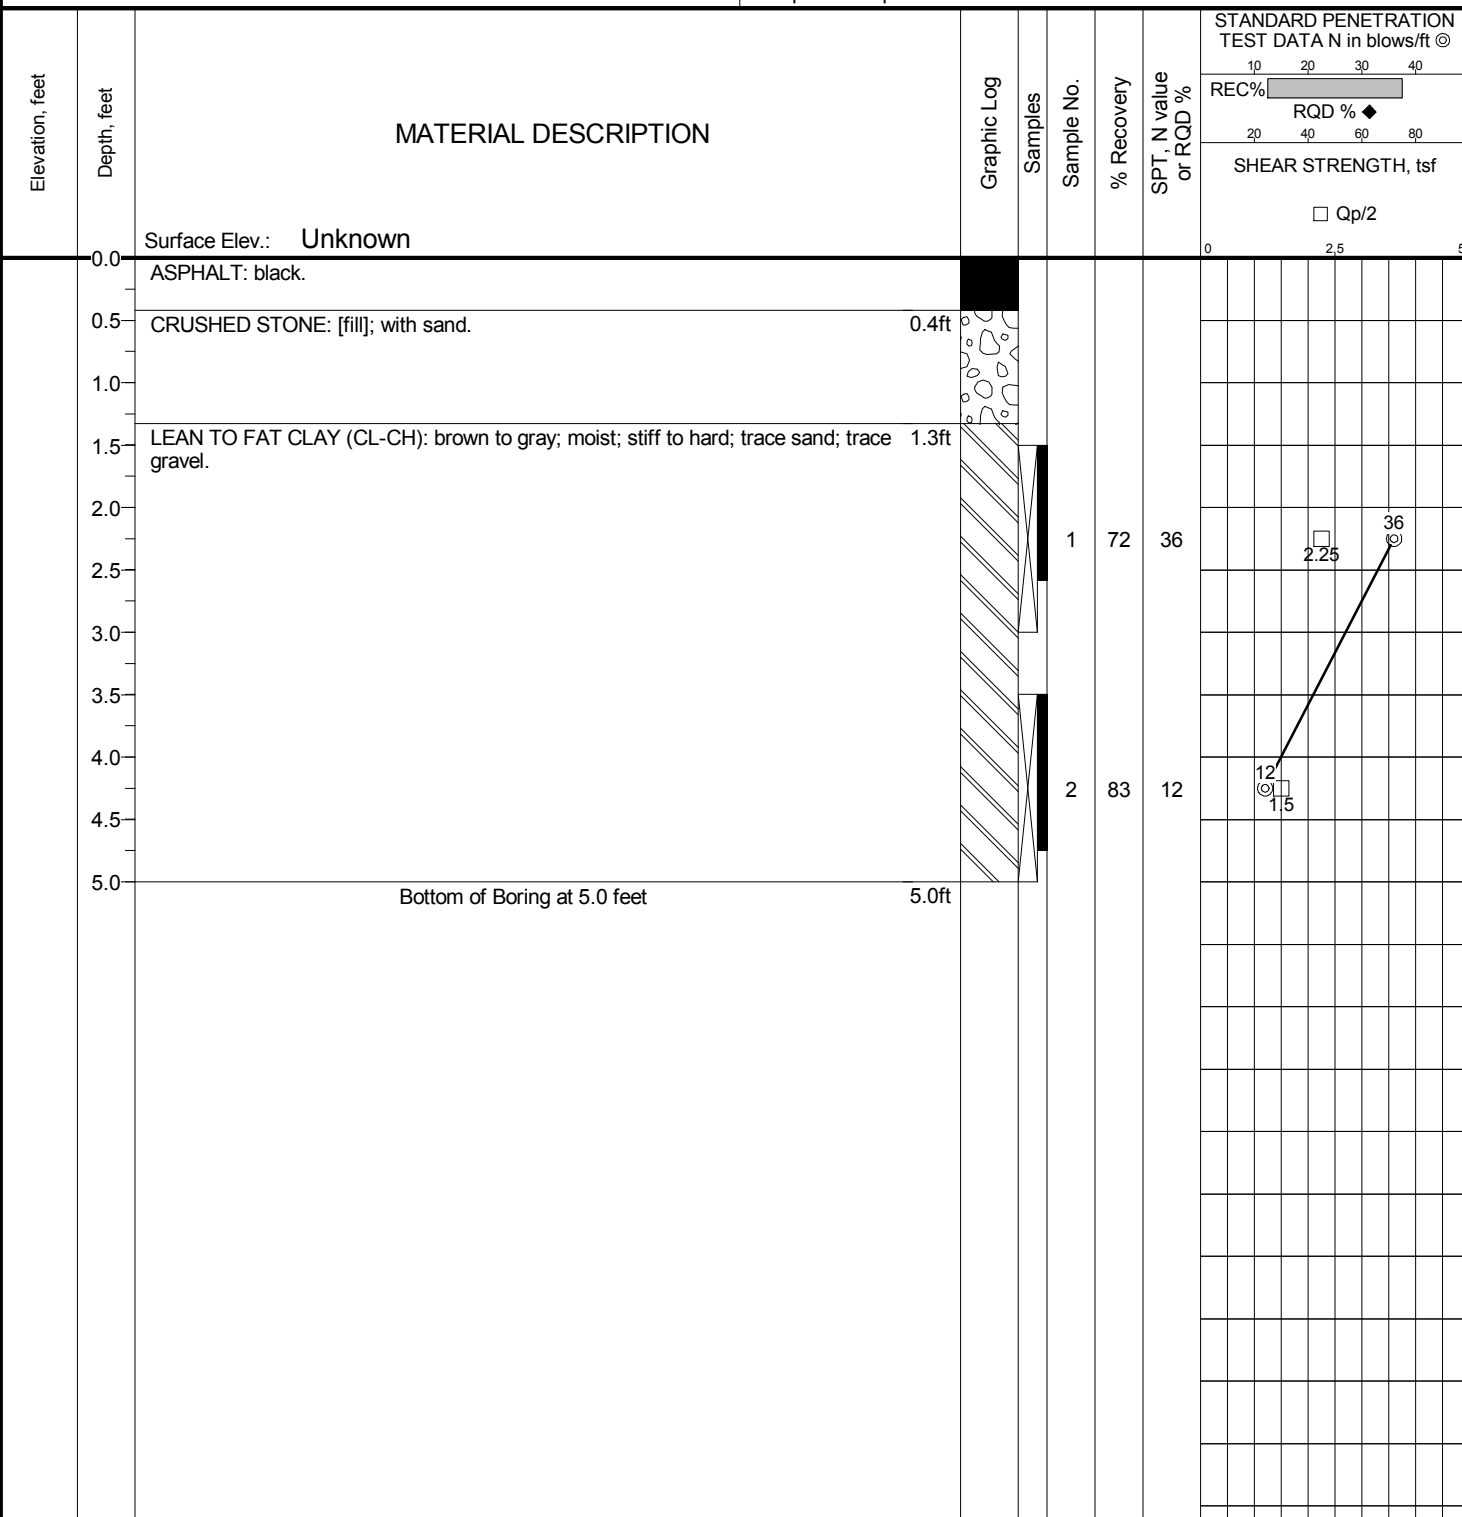 STANDARD PENETRATION
TEST DATA N in blows/ft
10 20 30 40
REC%
RQD %
20 40 60 80
SHEAR STRENGTH, tsf
Qp/2
0 2.5 5
Elevation, feet
Depth, feet
MATERIAL DESCRIPTION
Graphic Log
Samples
Sample No.
% Recovery
SPT, N value
or RQD %
Surface Elev.: Unknown
0.0
ASPHALT: black.
0.5
CRUSHED STONE: [fill]; with sand. 0.4ft
1.0
1.5
LEAN TO FAT CLAY (CL-CH): brown to gray; moist; stiff to hard; trace sand; trace 1.3ft
gravel.
2.0
36
1 72 36
2.25
2.5
3.0
3.5
4.0
12
2 83 12
1.5
4.5
5.0
Bottom of Boring at 5.0 feet 5.0ft